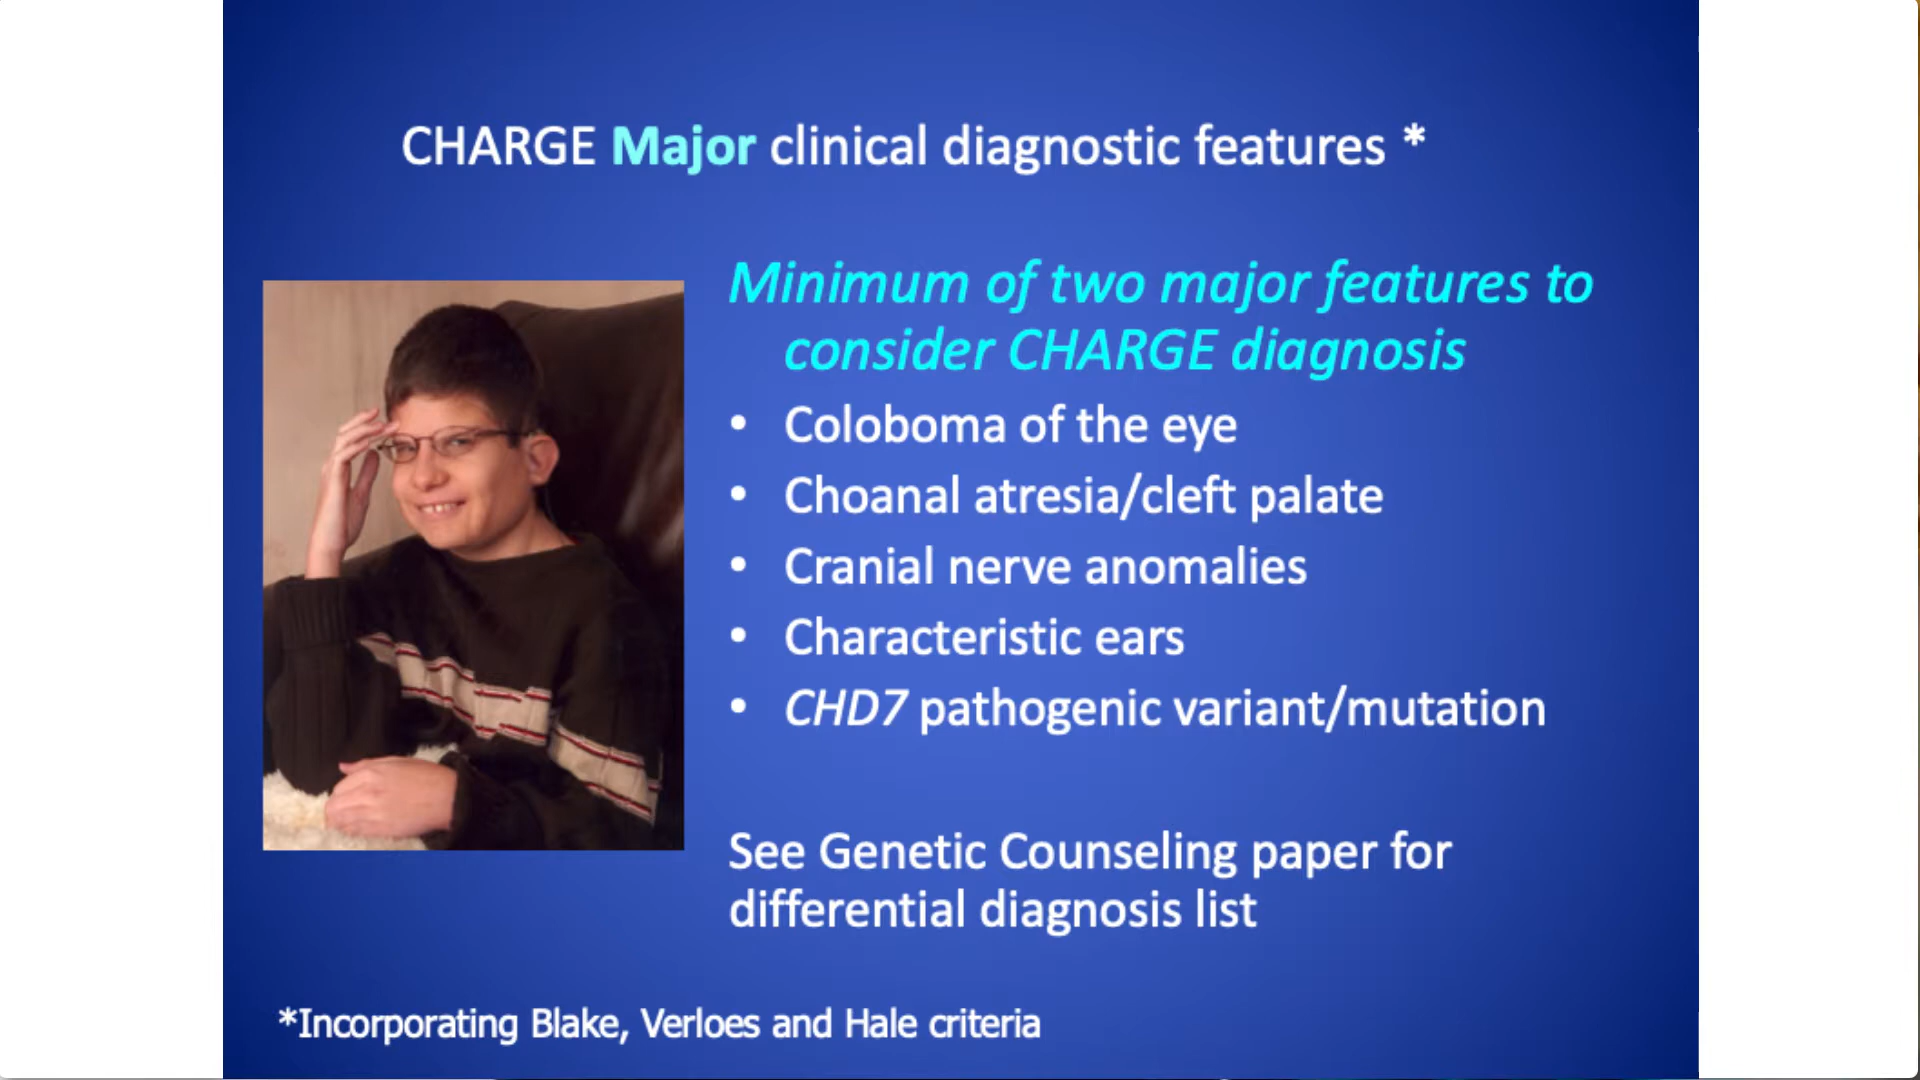 CHARGE Major clinical diagnostic features *
Minimum of two major features to
consider CHARGE diagnosis
• Coloboma of the eye
• Choanal atresia/cleft palate
• Cranial nerve anomalies
• Characteristic ears
• CHD7 pathogenic variant/mutation
See Genetic Counseling paper for
differential diagnosis list
*Incorporating Blake, Verloes and Hale criteria